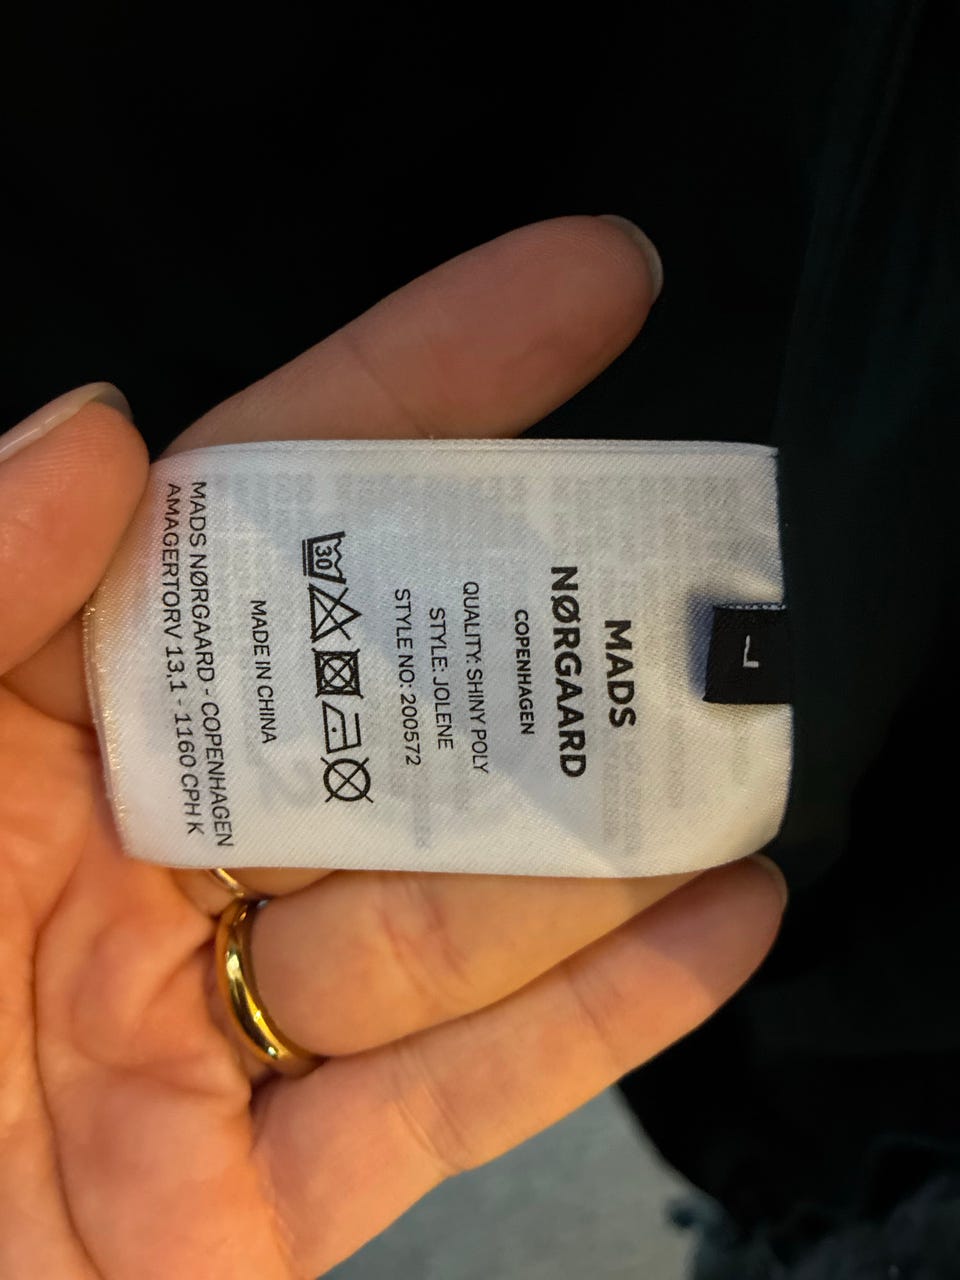 L
MADS
NØRGAARD
COPENHAGEN
QUALITY: SHINY POLY
STYLE: JOLENE
STYLE NO: 200572
30
MADE IN CHINA
MADS NØRGAARD - COPENHAGEN
AMAGERTORV 13,1 - 1160 CPH K